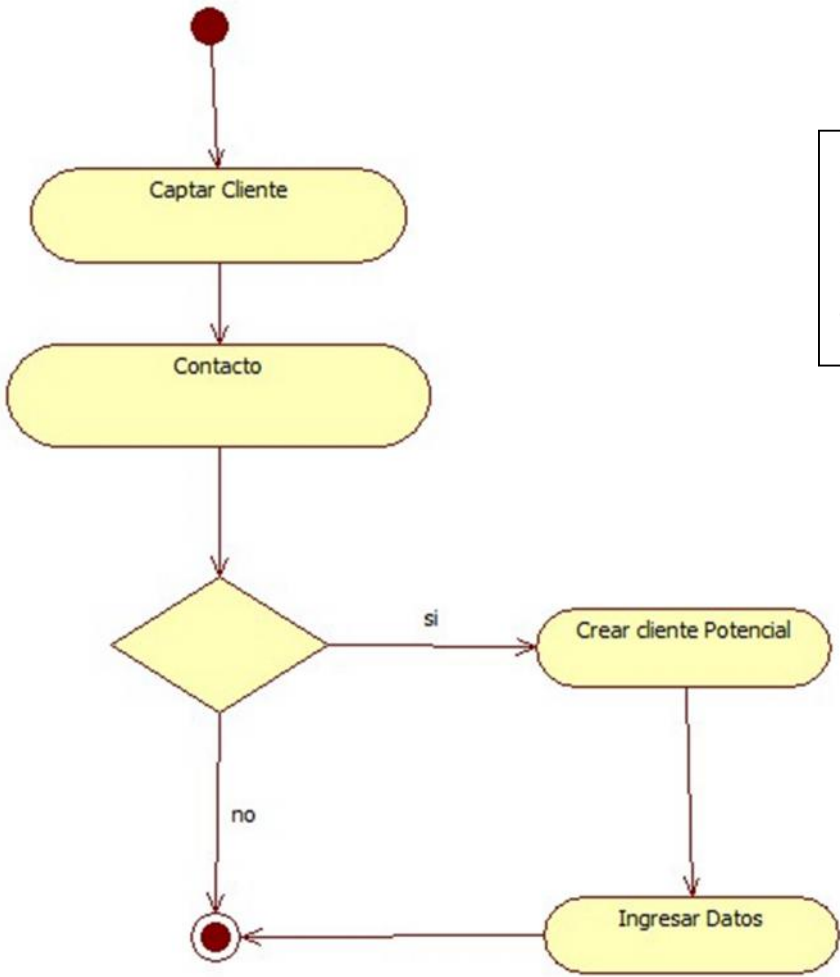 Captar Cliente
Contacto
si
Crear cliente Potencial
no
Ingresar Datos